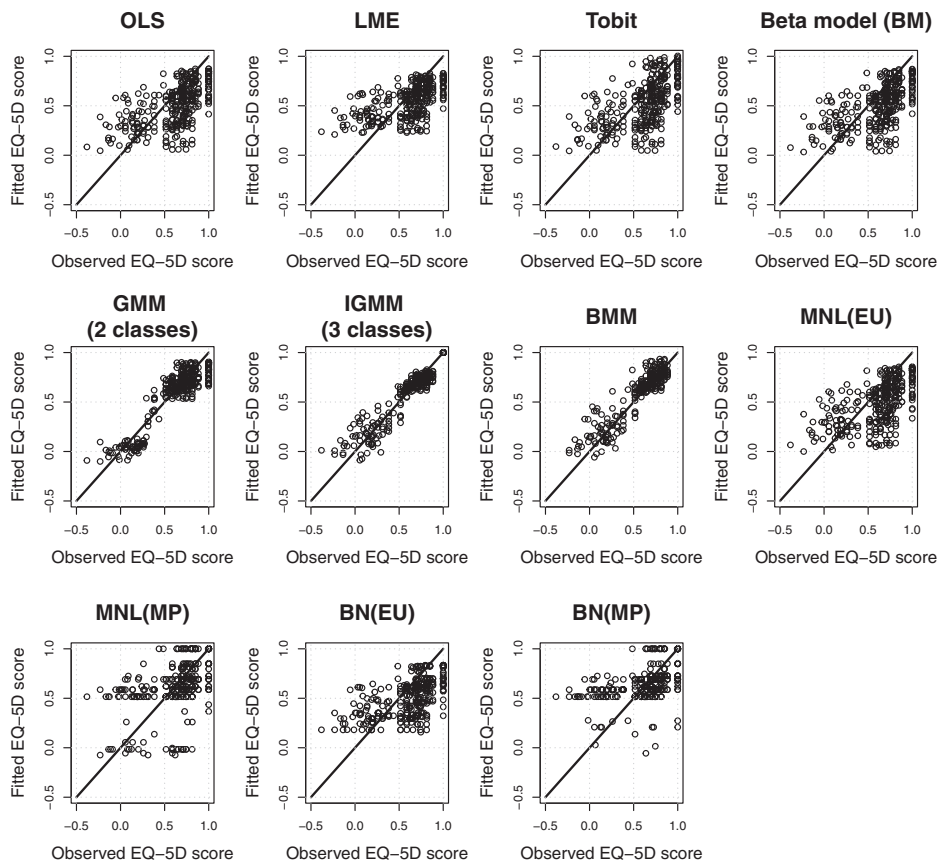 OLS
LME
Tobit
Beta model (BM)
Fitted EQ−5D score
1.0
0.5
0.0
−0.5
−0.5 0.0 0.5 1.0
Observed EQ−5D score
Fitted EQ−5D score
1.0
0.5
0.0
−0.5
−0.5 0.0 0.5 1.0
Observed EQ−5D score
Fitted EQ−5D score
1.0
0.5
0.0
−0.5
−0.5 0.0 0.5 1.0
Observed EQ−5D score
Fitted EQ−5D score
1.0
0.5
0.0
−0.5
−0.5 0.0 0.5 1.0
Observed EQ−5D score
GMM
(2 classes)
IGMM
(3 classes)
BMM
MNL(EU)
Fitted EQ−5D score
1.0
0.5
0.0
−0.5
−0.5 0.0 0.5 1.0
Observed EQ−5D score
Fitted EQ−5D score
1.0
0.5
0.0
−0.5
−0.5 0.0 0.5 1.0
Observed EQ−5D score
Fitted EQ−5D score
1.0
0.5
0.0
−0.5
−0.5 0.0 0.5 1.0
Observed EQ−5D score
Fitted EQ−5D score
1.0
0.5
0.0
−0.5
−0.5 0.0 0.5 1.0
Observed EQ−5D score
MNL(MP)
BN(EU)
BN(MP)
Fitted EQ−5D score
1.0
0.5
0.0
−0.5
−0.5 0.0 0.5 1.0
Observed EQ−5D score
Fitted EQ−5D score
1.0
0.5
0.0
−0.5
−0.5 0.0 0.5 1.0
Observed EQ−5D score
Fitted EQ−5D score
1.0
0.5
0.0
−0.5
−0.5 0.0 0.5 1.0
Observed EQ−5D score